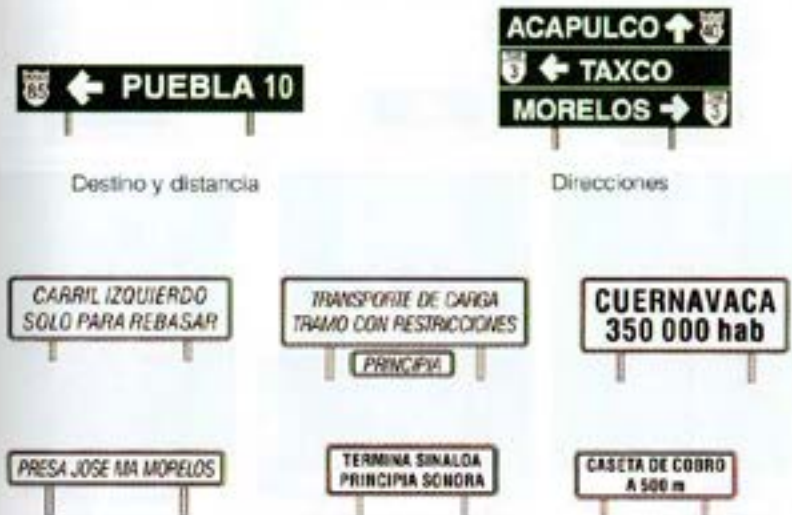 85 PUEBLA 10
Destino y distancia
ACAPULCO 40
3 TAXCO
MORELOS 3
Direcciones
CARRIL IZQUIERDO
SOLO PARA REBASAR
TRANSPORTE DE CARGA
TRAMO CON RESTRICCIONES
PRINCIPIA
CUERNAVACA
350 000 hab
PRESA JOSE MA MORELOS
TERMINA SINALOA
PRINCIPIA SONORA
CASETA DE COBRO
A 500 m